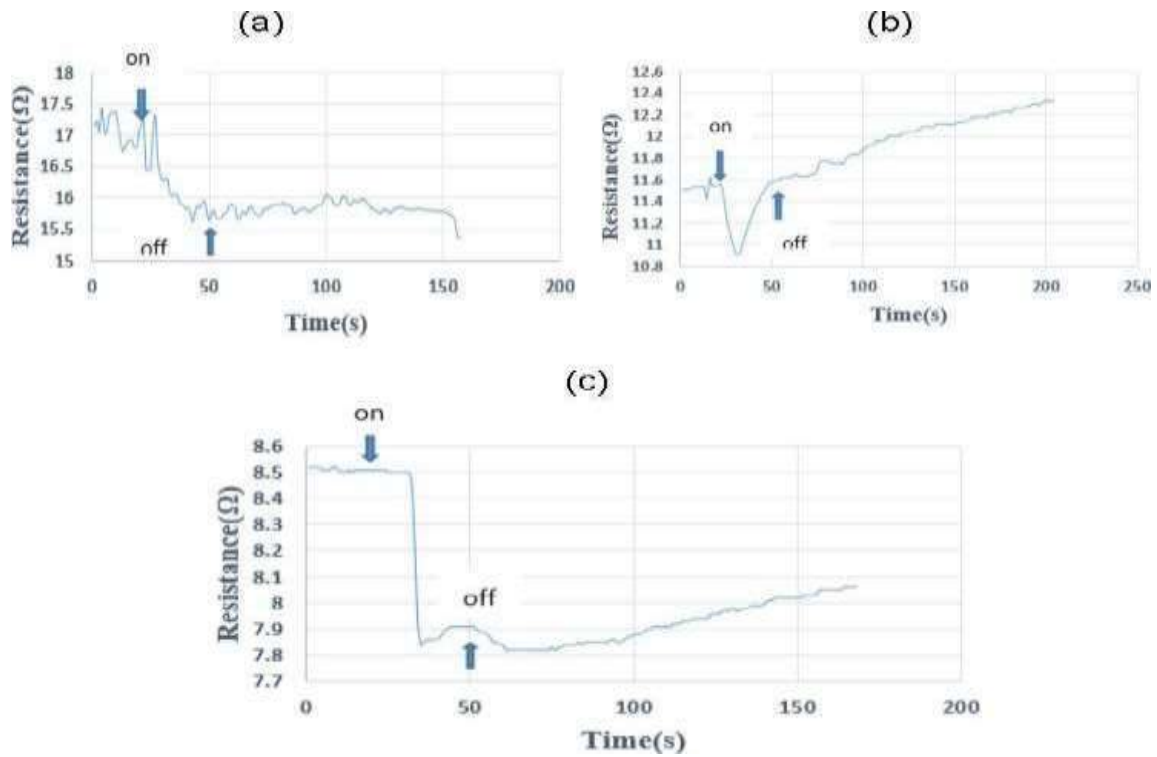 (a)
on
18
17.5
17
16.5
16
15.5
15
Resistance(Ω)
off
0 50 100 150 200
Time(s)
(b)
12.6
12.4
12.2
12
11.8
11.6
11.4
11.2
11
10.8
Resistance(Ω)
on
off
0 50 100 150 200 250
Time(s)
(c)
on
8.6
8.5
8.4
8.3
8.2
8.1
8
7.9
7.8
7.7
Resistance(Ω)
off
0 50 100 150 200
Time(s)